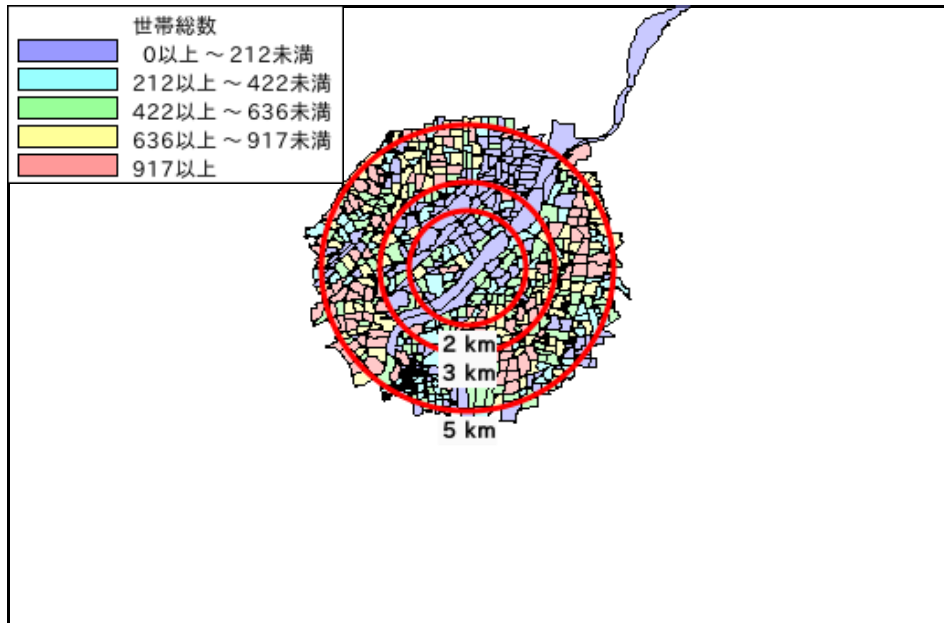 世帯総数
0以上 ～ 212未満
212以上 ～ 422未満
422以上 ～ 636未満
636以上 ～ 917未満
917以上
2 km
3 km
5 km